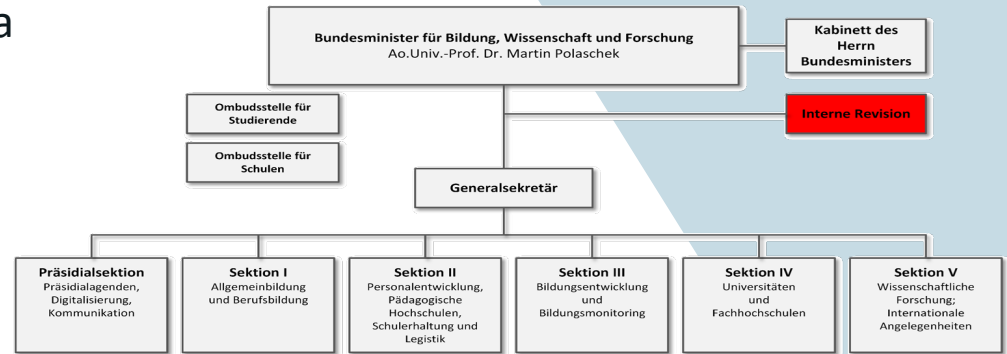 a
Bundesminister für Bildung, Wissenschaft und Forschung
Ao.Univ.-Prof. Dr. Martin Polaschek
Kabinett des
Herrn
Bundesministers
Ombudsstelle für
Studierende
Interne Revision
Ombudsstelle für
Schulen
Generalsekretär
Präsidialsektion
Präsidialagenden,
Digitalisierung,
Kommunikation
Sektion I
Allgemeinbildung
und Berufsbildung
Sektion II
Personalentwicklung,
Pädagogische
Hochschulen,
Schulerhaltung und
Legistik
Sektion III
Bildungsentwicklung
und
Bildungsmonitoring
Sektion IV
Universitäten
und
Fachhochschulen
Sektion V
Wissenschaftliche
Forschung;
Internationale
Angelegenheiten